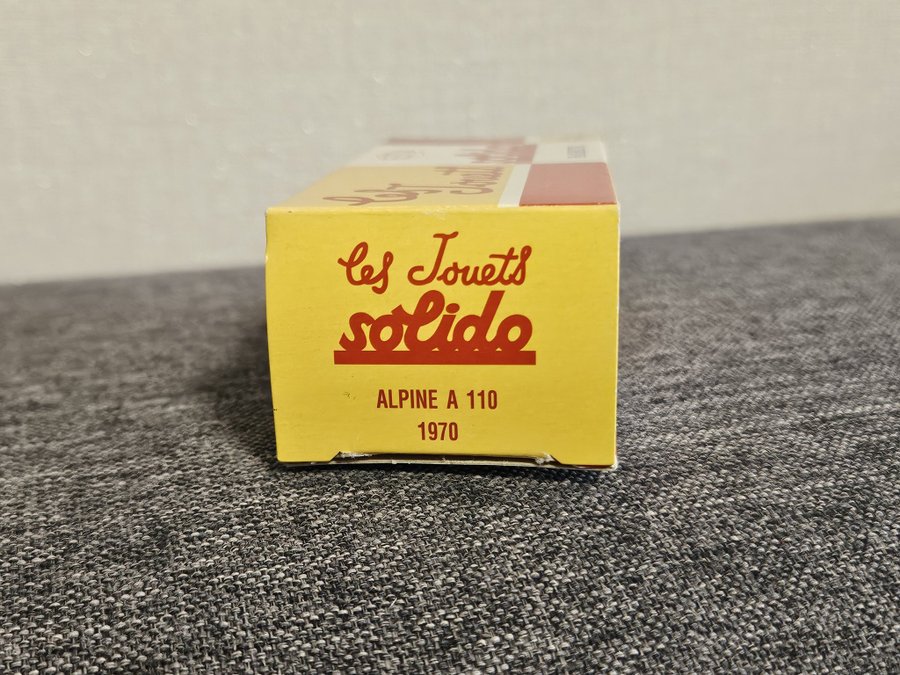 les Jouets
solido
ALPINE A 110
1970